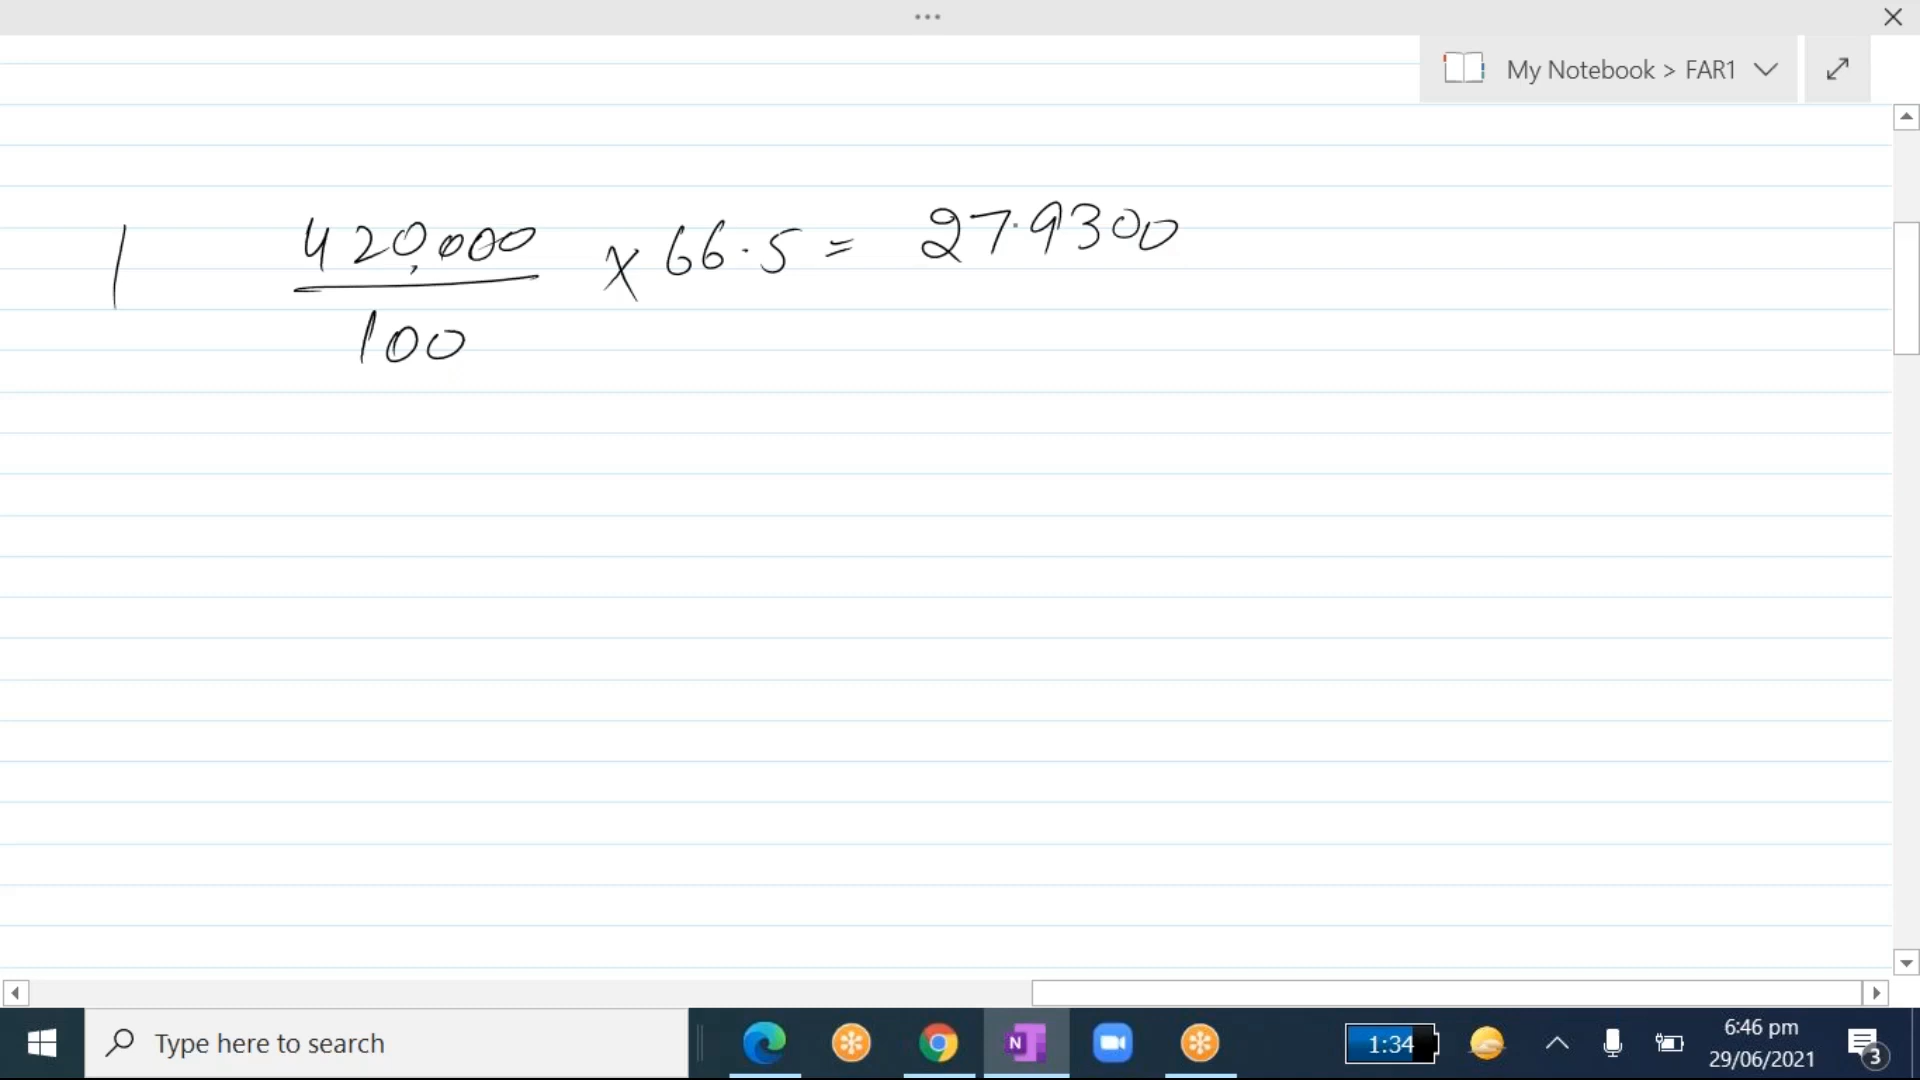 My Notebook > FAR1
1 420,000 × 66.5 = 27.9300
100
Type here to search
N
1:34
6:46 pm
29/06/2021
3